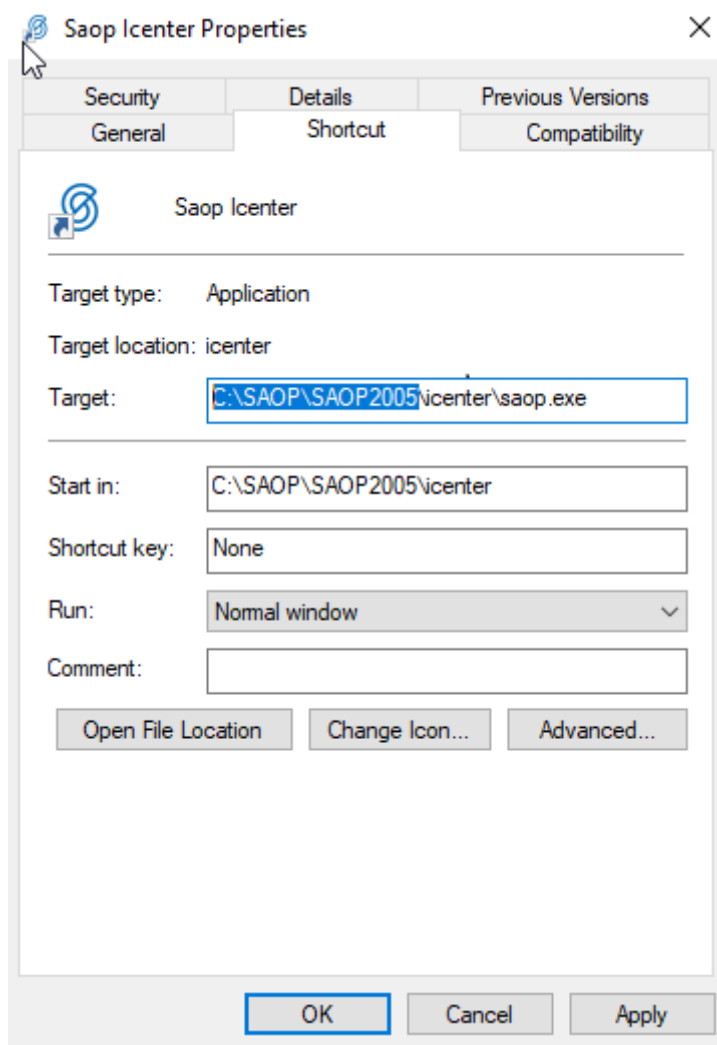 Saop Icenter Properties
Security Details Previous Versions
General Shortcut Compatibility
Saop Icenter
Target type: Application
Target location: icenter
Target: C:\SAOP\SAOP2005\icenter\saop.exe
Start in: C:\SAOP\SAOP2005\icenter
Shortcut key: None
Run: Normal window
Comment:
Open File Location Change Icon... Advanced...
OK Cancel Apply